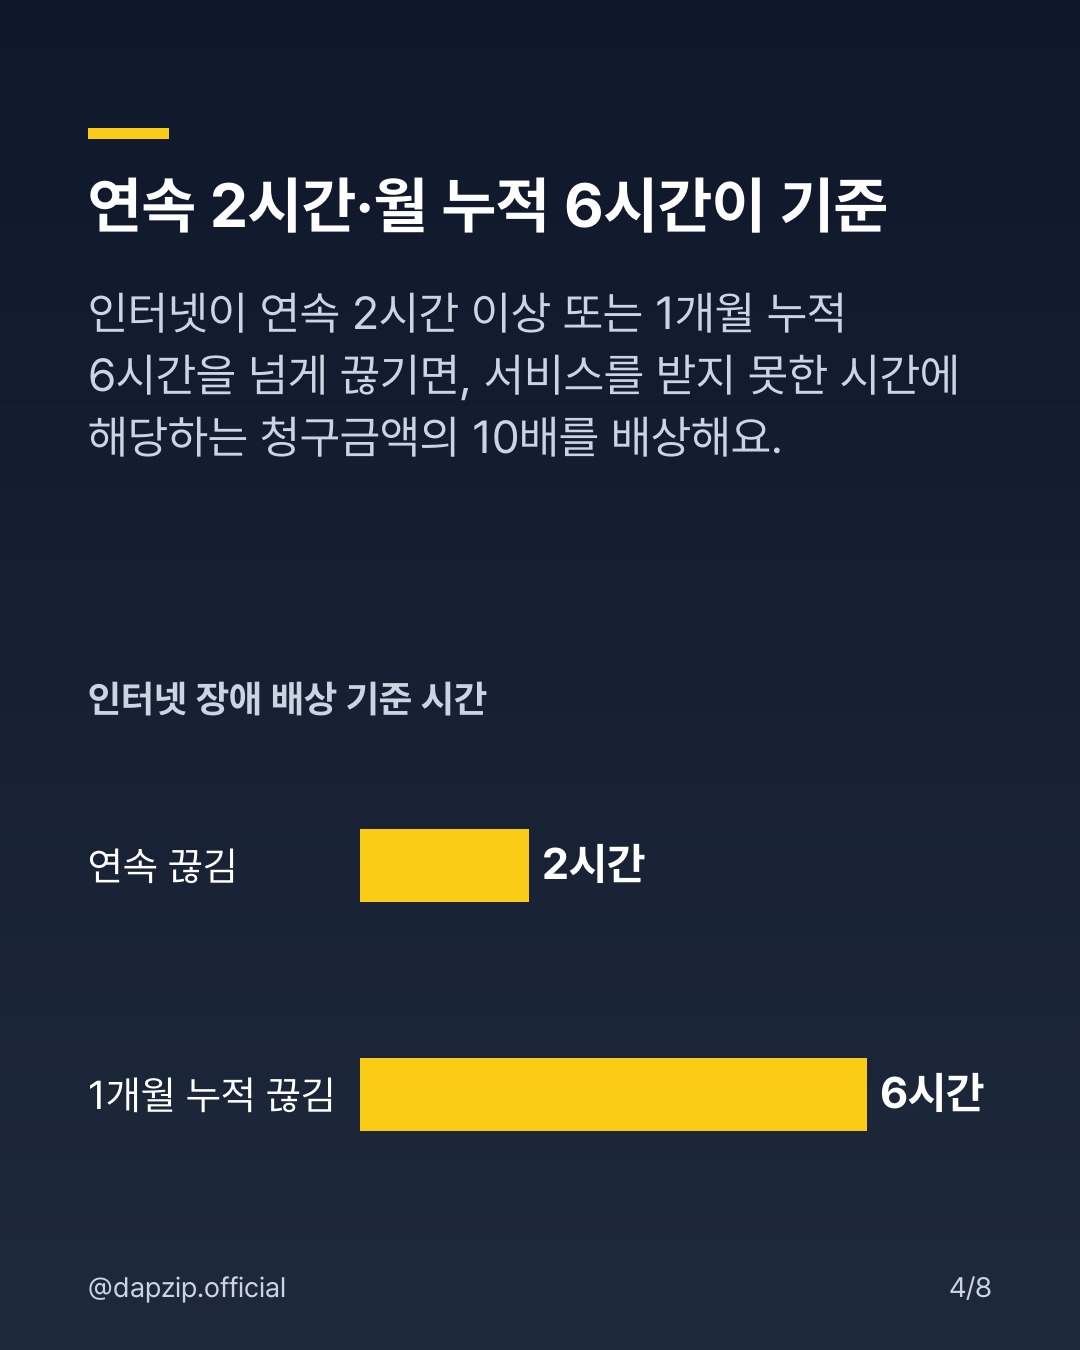 연속 2시간·월 누적 6시간이 기준
인터넷이 연속 2시간 이상 또는 1개월 누적
6시간을 넘게 끊기면, 서비스를 받지 못한 시간에
해당하는 청구금액의 10배를 배상해요.
인터넷 장애 배상 기준 시간
연속 끊김 2시간
1개월 누적 끊김 6시간
@dapzip.official 4/8